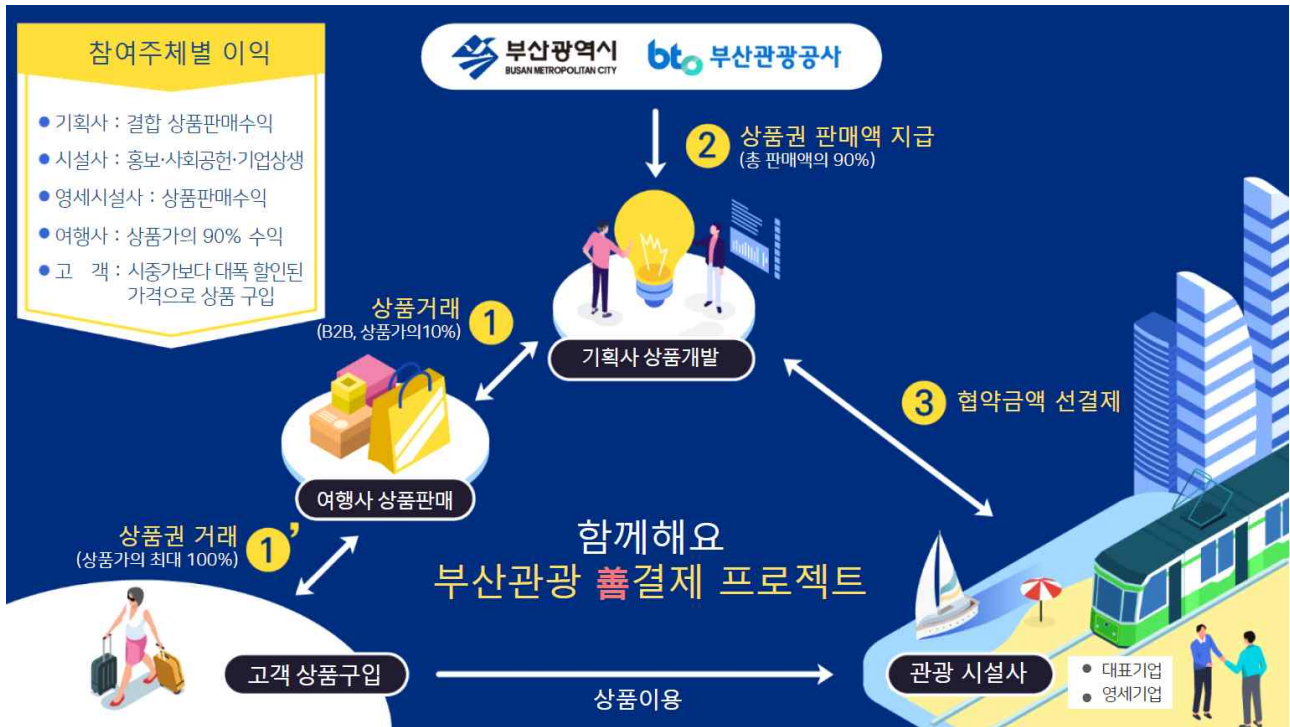 참여주체별 이익
기획사 : 결합 상품판매수익
시설사 : 홍보·사회공헌·기업상생
영세시설사 : 상품판매수익
여행사 : 상품가의 90% 수익
고 객 : 시중가보다 대폭 할인된
가격으로 상품 구입
부산광역시
BUSAN METROPOLITAN CITY
bto 부산관광공사
2 상품권 판매액 지급
(총 판매액의 90%)
기획사 상품개발
상품거래
(B2B, 상품가의10%)
1
여행사 상품판매
3 협약금액 선결제
상품권 거래
(상품가의 최대 100%)
1’
함께해요
부산관광 善결제 프로젝트
고객 상품구입
상품이용
관광 시설사
대표기업
영세기업